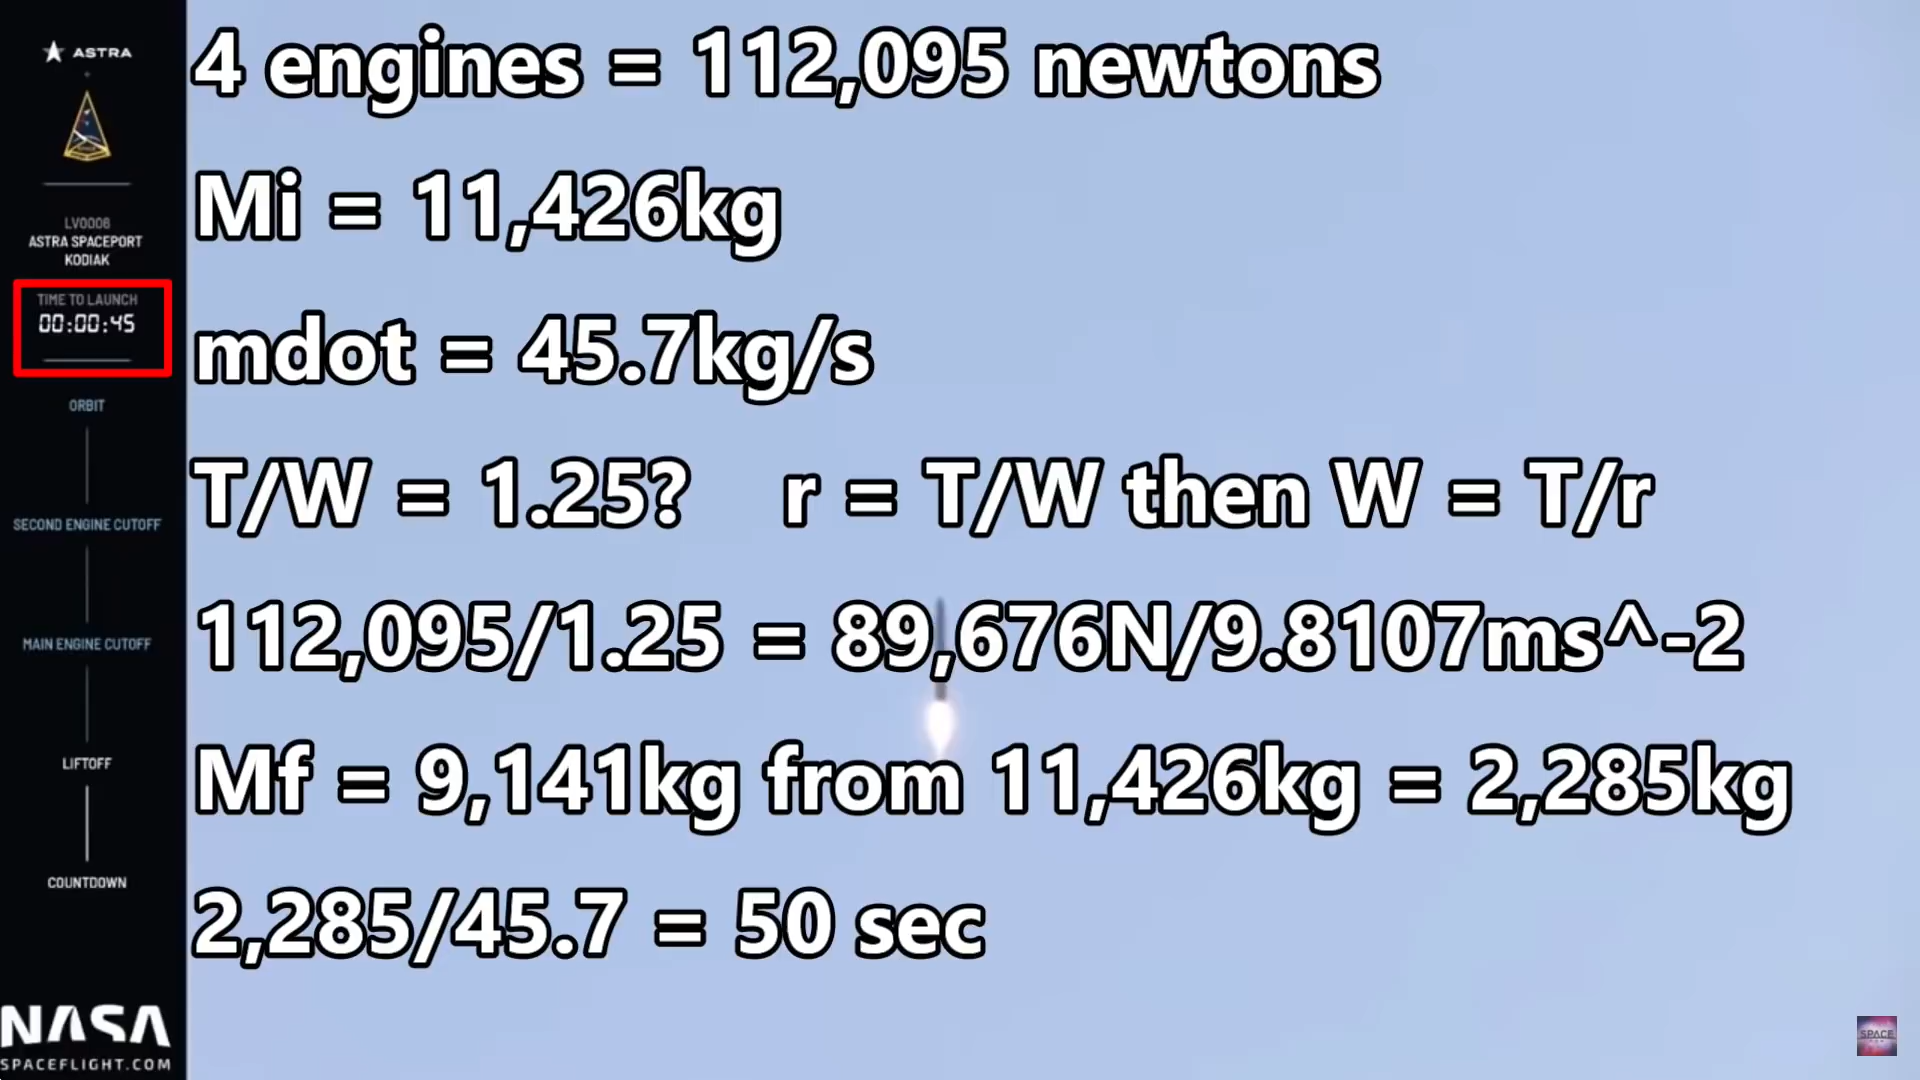 ASTRA
LV0006
ASTRA SPACEPORT
KODIAK
TIME TO LAUNCH
00:00:45
ORBIT
SECOND ENGINE CUTOFF
MAIN ENGINE CUTOFF
LIFTOFF
COUNTDOWN
NASA
SPACEFLIGHT.COM
4 engines = 112,095 newtons
Mi = 11,426kg
mdot = 45.7kg/s
T/W = 1.25? r = T/W then W = T/r
112,095/1.25 = 89,676N/9.8107ms^-2
Mf = 9,141kg from 11,426kg = 2,285kg
2,285/45.7 = 50 sec
SPACE